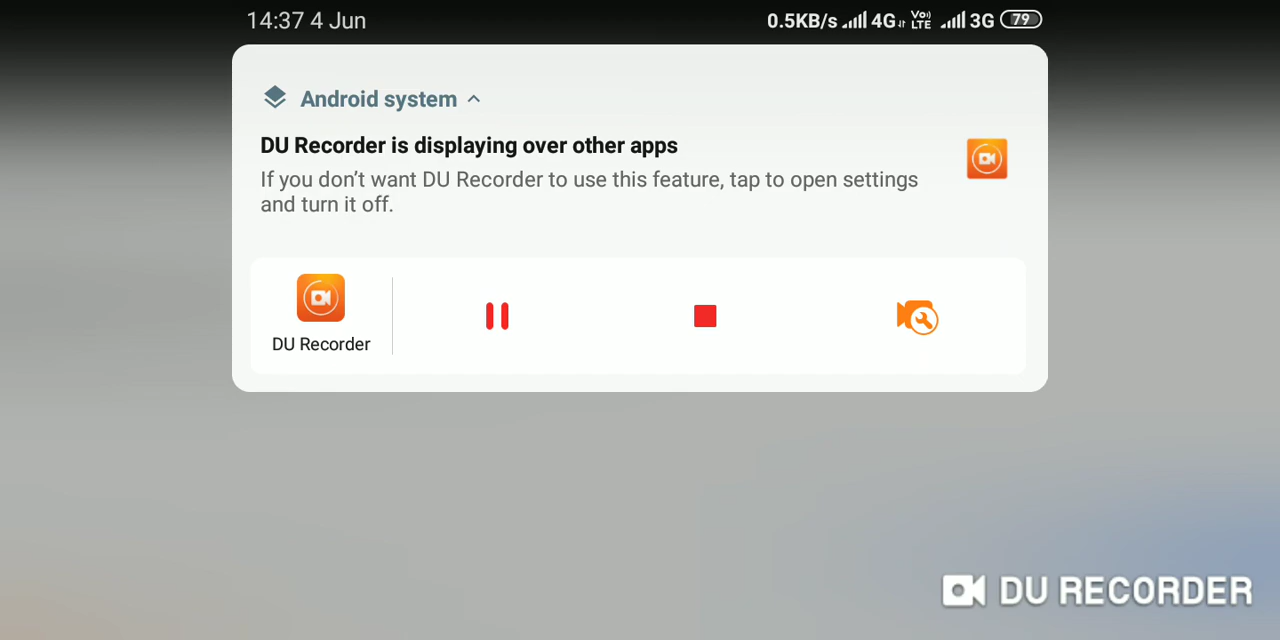 14:37 4 Jun 0.5KB/s 4G Vo) LTE 3G 79
Android system
DU Recorder is displaying over other apps
If you don’t want DU Recorder to use this feature, tap to open settings
and turn it off.
DU Recorder
DU RECORDER